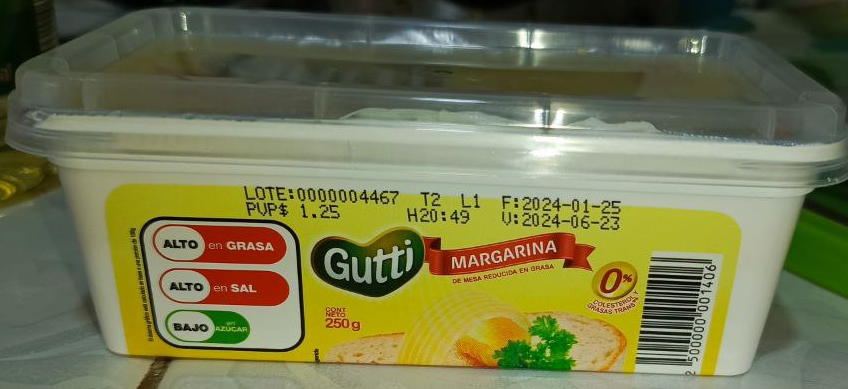 LOTE:0000004467 T2 L1 F:2024-01-25
PVP$ 1.25 H20:49 V:2024-06-23
ALTO en GRASA
ALTO en SAL
BAJO en AZÚCAR
Gutti
MARGARINA
DE MESA REDUCIDA EN GRASA
0%
COLESTEROL
GRASAS TRANS
CONT
NETO
250g
2500000001406